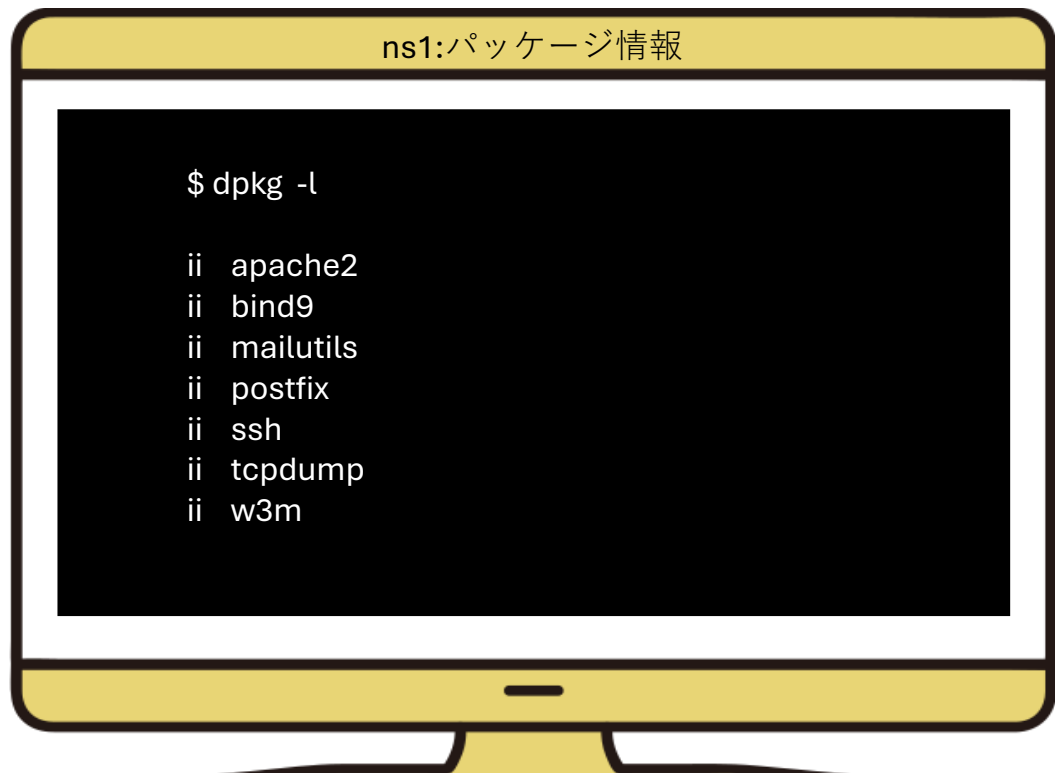 ns1:パッケージ情報
$ dpkg -l
ii apache2
ii bind9
ii mailutils
ii postfix
ii ssh
ii tcpdump
ii w3m